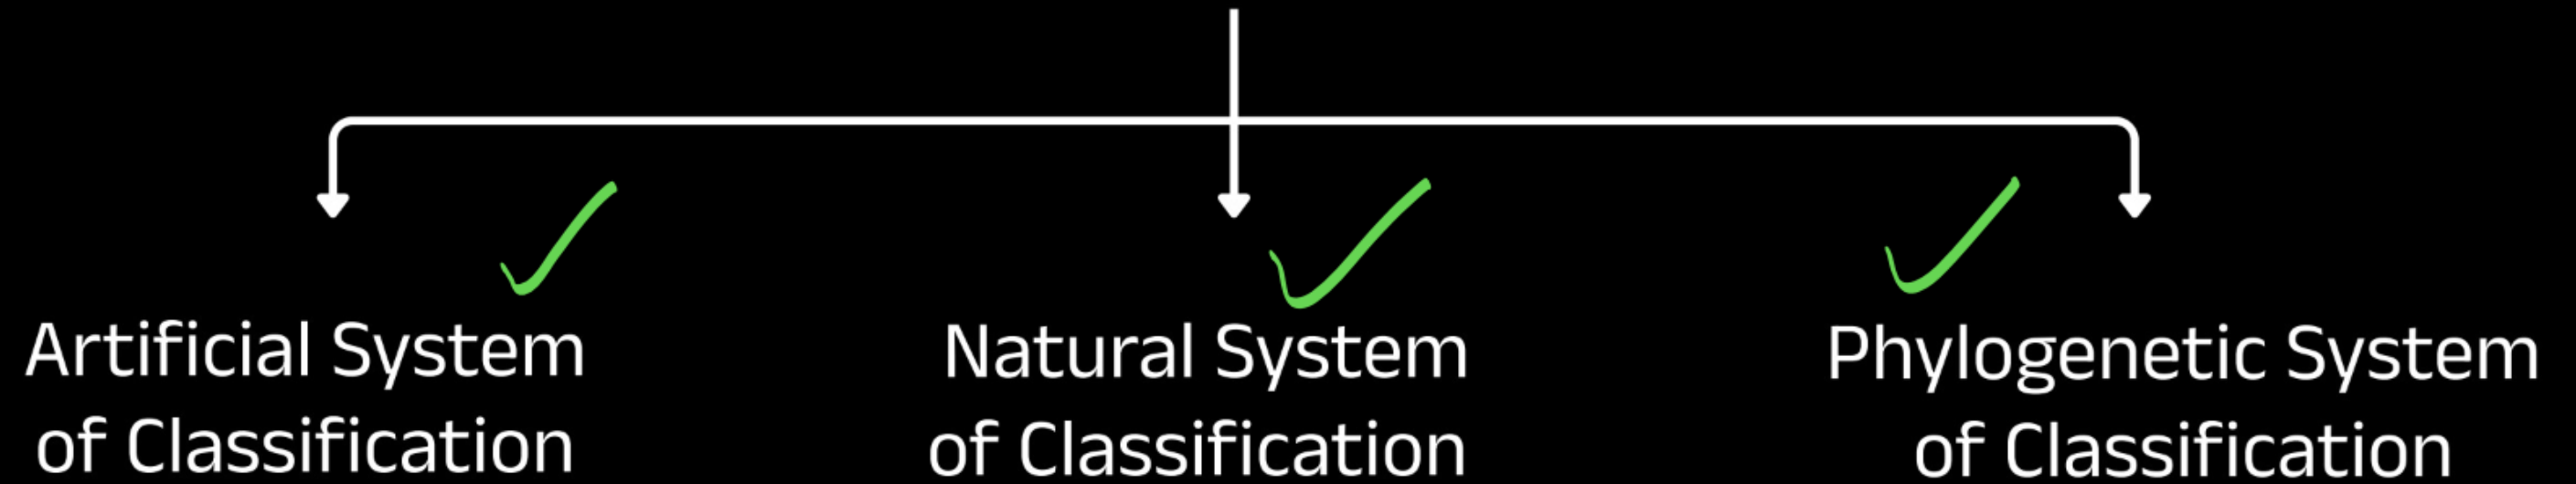 Artificial System
of Classification
Natural System
of Classification
Phylogenetic System
of Classification